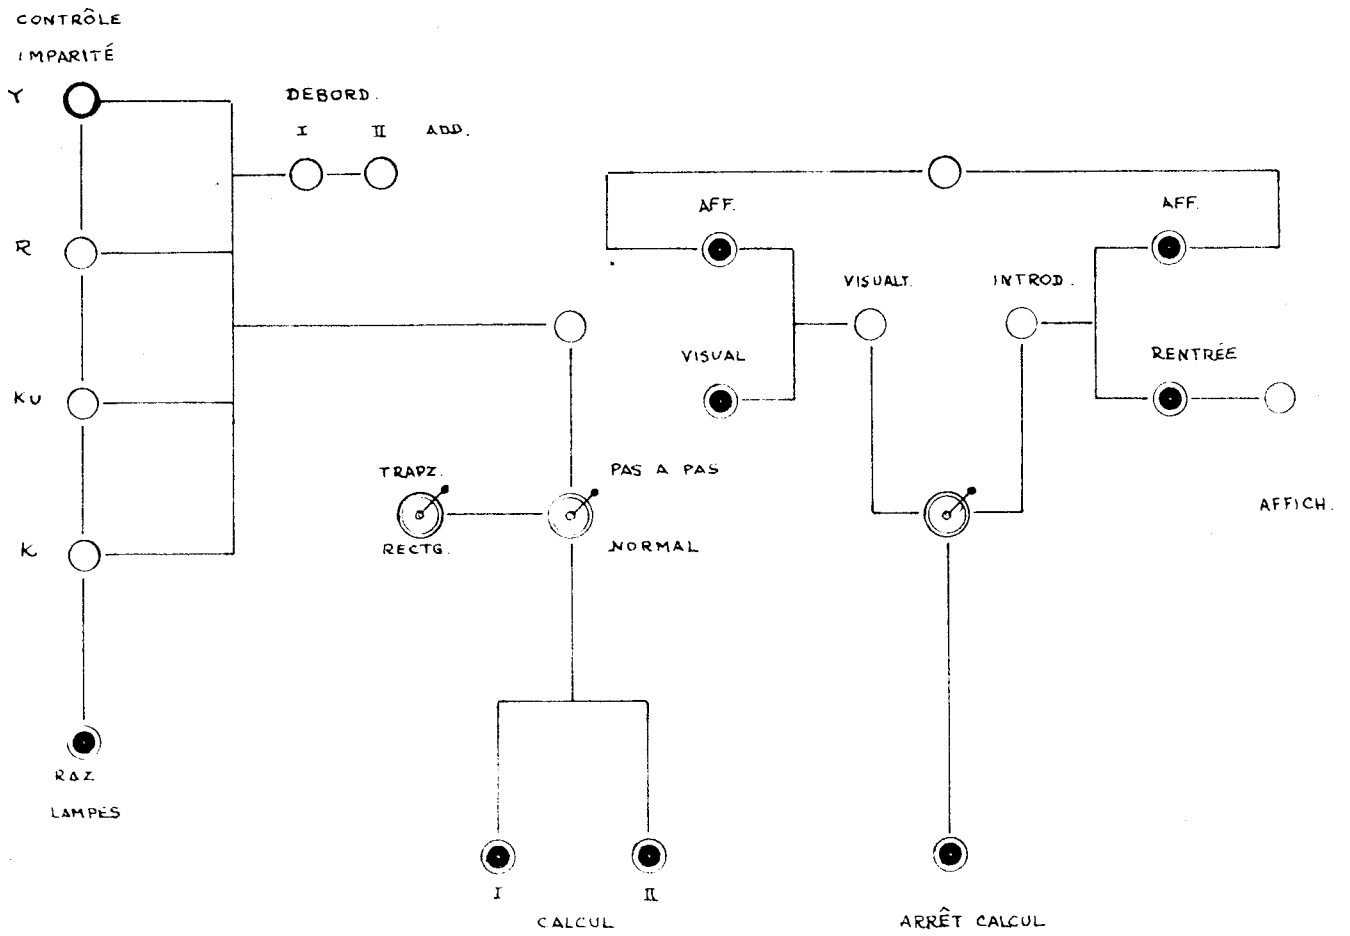 CONTRÔLE
IMPARITÉ
Y
DEBORD.
I II ADD.
R
AFF.
AFF.
VISUALT.
INTROD.
VISUAL
RENTRÉE
KU
TRAPZ.
PAS A PAS
AFFICH.
RECTG.
NORMAL
K
RAZ
LAMPES
I II
CALCUL
ARRÊT CALCUL